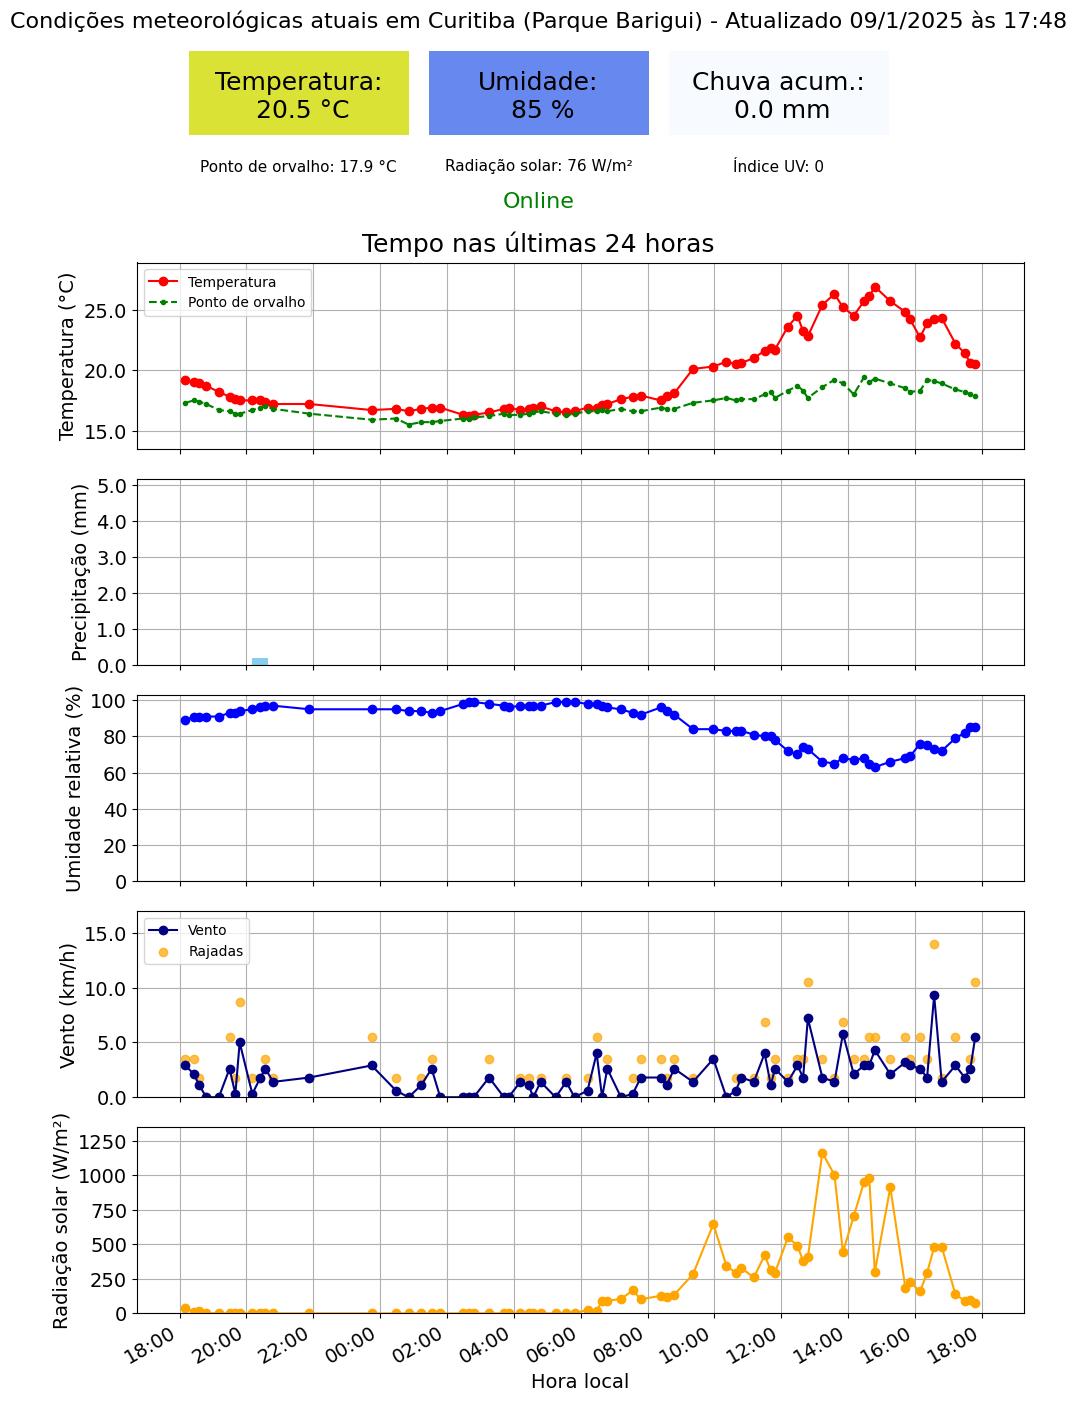 Condições meteorológicas atuais em Curitiba (Parque Barigui) - Atualizado 09/1/2025 às 17:48
Temperatura:
20.5 °C
Umidade:
85 %
Chuva acum.:
0.0 mm
Ponto de orvalho: 17.9 °C
Radiação solar: 76 W/m²
Índice UV: 0
Online
Tempo nas últimas 24 horas
Temperatura (°C)
25.0
20.0
15.0
Temperatura
Ponto de orvalho
Precipitação (mm)
5.0
4.0
3.0
2.0
1.0
0.0
Umidade relativa (%)
100
80
60
40
20
0
Vento (km/h)
15.0
10.0
5.0
0.0
Vento
Rajadas
Radiação solar (W/m²)
1250
1000
750
500
250
0
18:00
20:00
22:00
00:00
02:00
04:00
06:00
08:00
10:00
12:00
14:00
16:00
18:00
Hora local